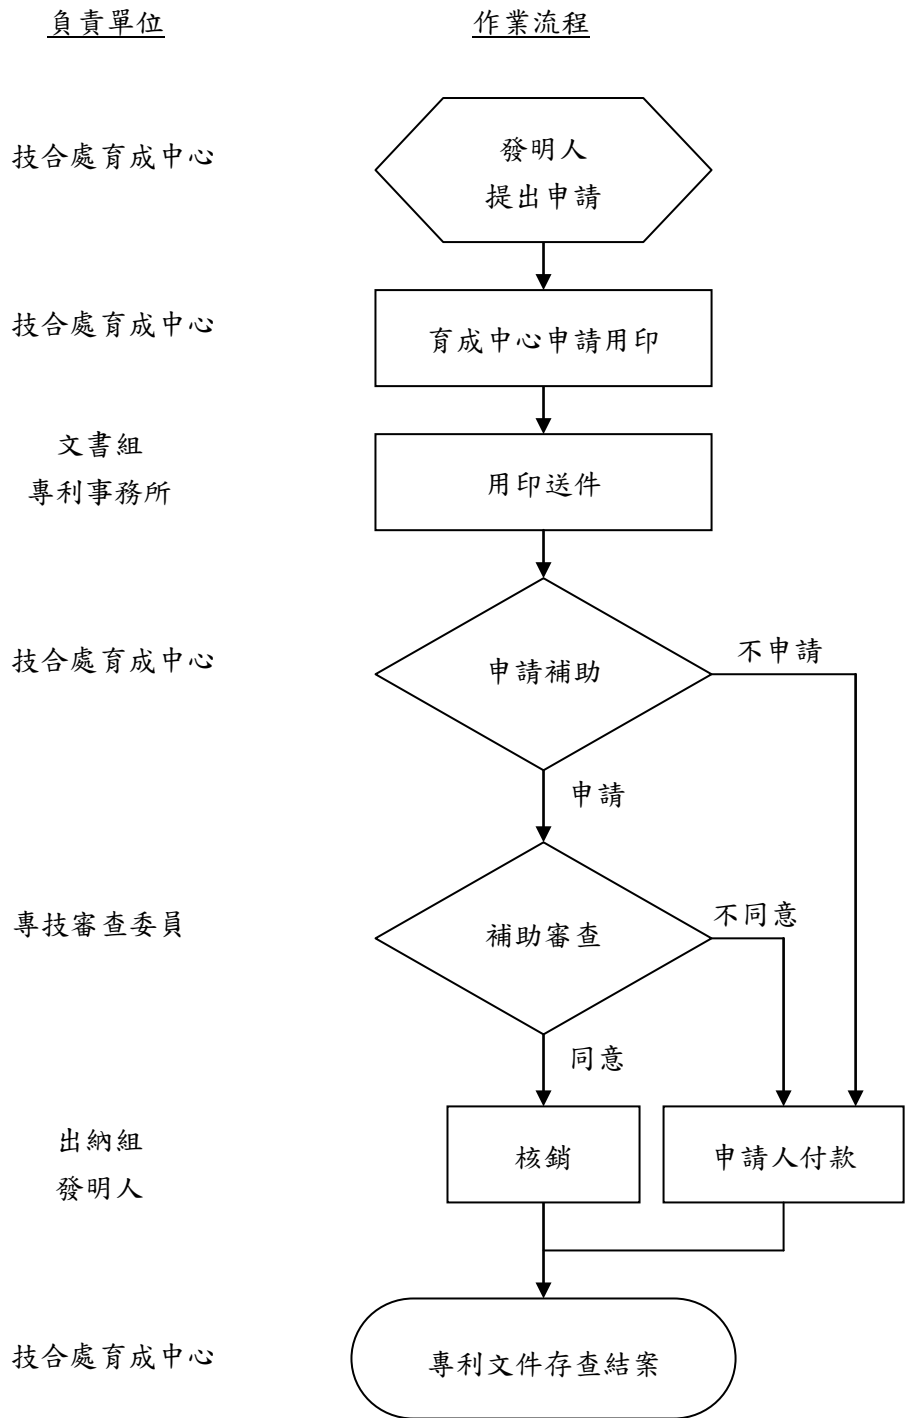 負責單位
作業流程
技合處育成中心
發明人
提出申請
技合處育成中心
育成中心申請用印
文書組
專利事務所
用印送件
技合處育成中心
申請補助
不申請
申請
專技審查委員
補助審查
不同意
同意
出納組
發明人
核銷
申請人付款
技合處育成中心
專利文件存查結案